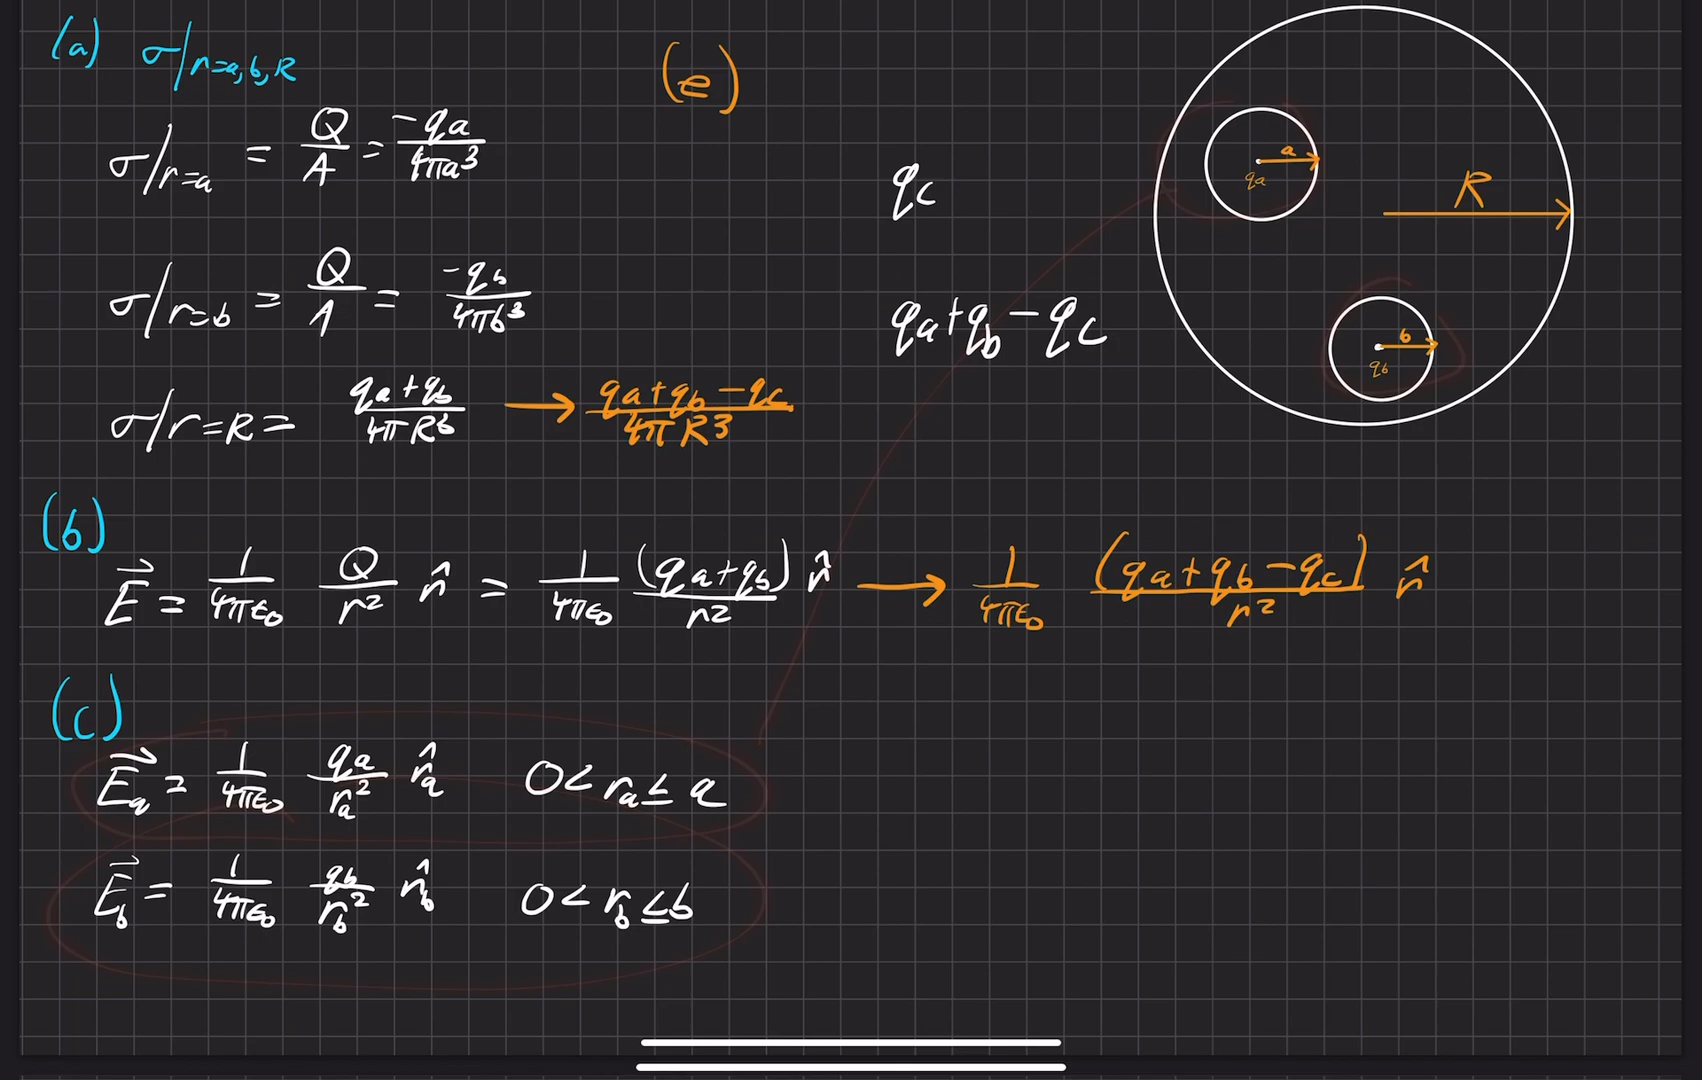 (a) σ|r=a,b,R
(e)
σ|r=a = Q/A = -qa/4πa³
qc
σ|r=b = Q/A = -qb/4πb³
qa+qb-qc
σ|r=R = qa+qb/4πR³ → qa+qb-qc/4πR³
a
qa
R
b
qb
(b)
E⃗ = 1/4πε₀ Q/r² r̂ = 1/4πε₀ (qa+qb)/r² r̂ → 1/4πε₀ (qa+qb-qc)/r² r̂
(c)
E⃗a = 1/4πε₀ qa/ra² r̂a 0<ra≤a
E⃗b = 1/4πε₀ qb/rb² r̂b 0<rb≤b